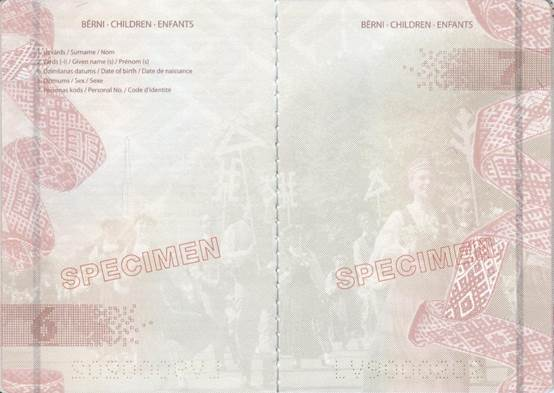 BĒRNI · CHILDREN · ENFANTS
Uzvārds / Surname / Nom
Vārds (-i) / Given name (s) / Prénom (s)
Dzimšanas datums / Date of birth / Date de naissance
Dzimums / Sex / Sexe
Personas kods / Personal No. / Code d'identite
SPECIMEN
6
BĒRNI · CHILDREN · ENFANTS
7
SPECIMEN